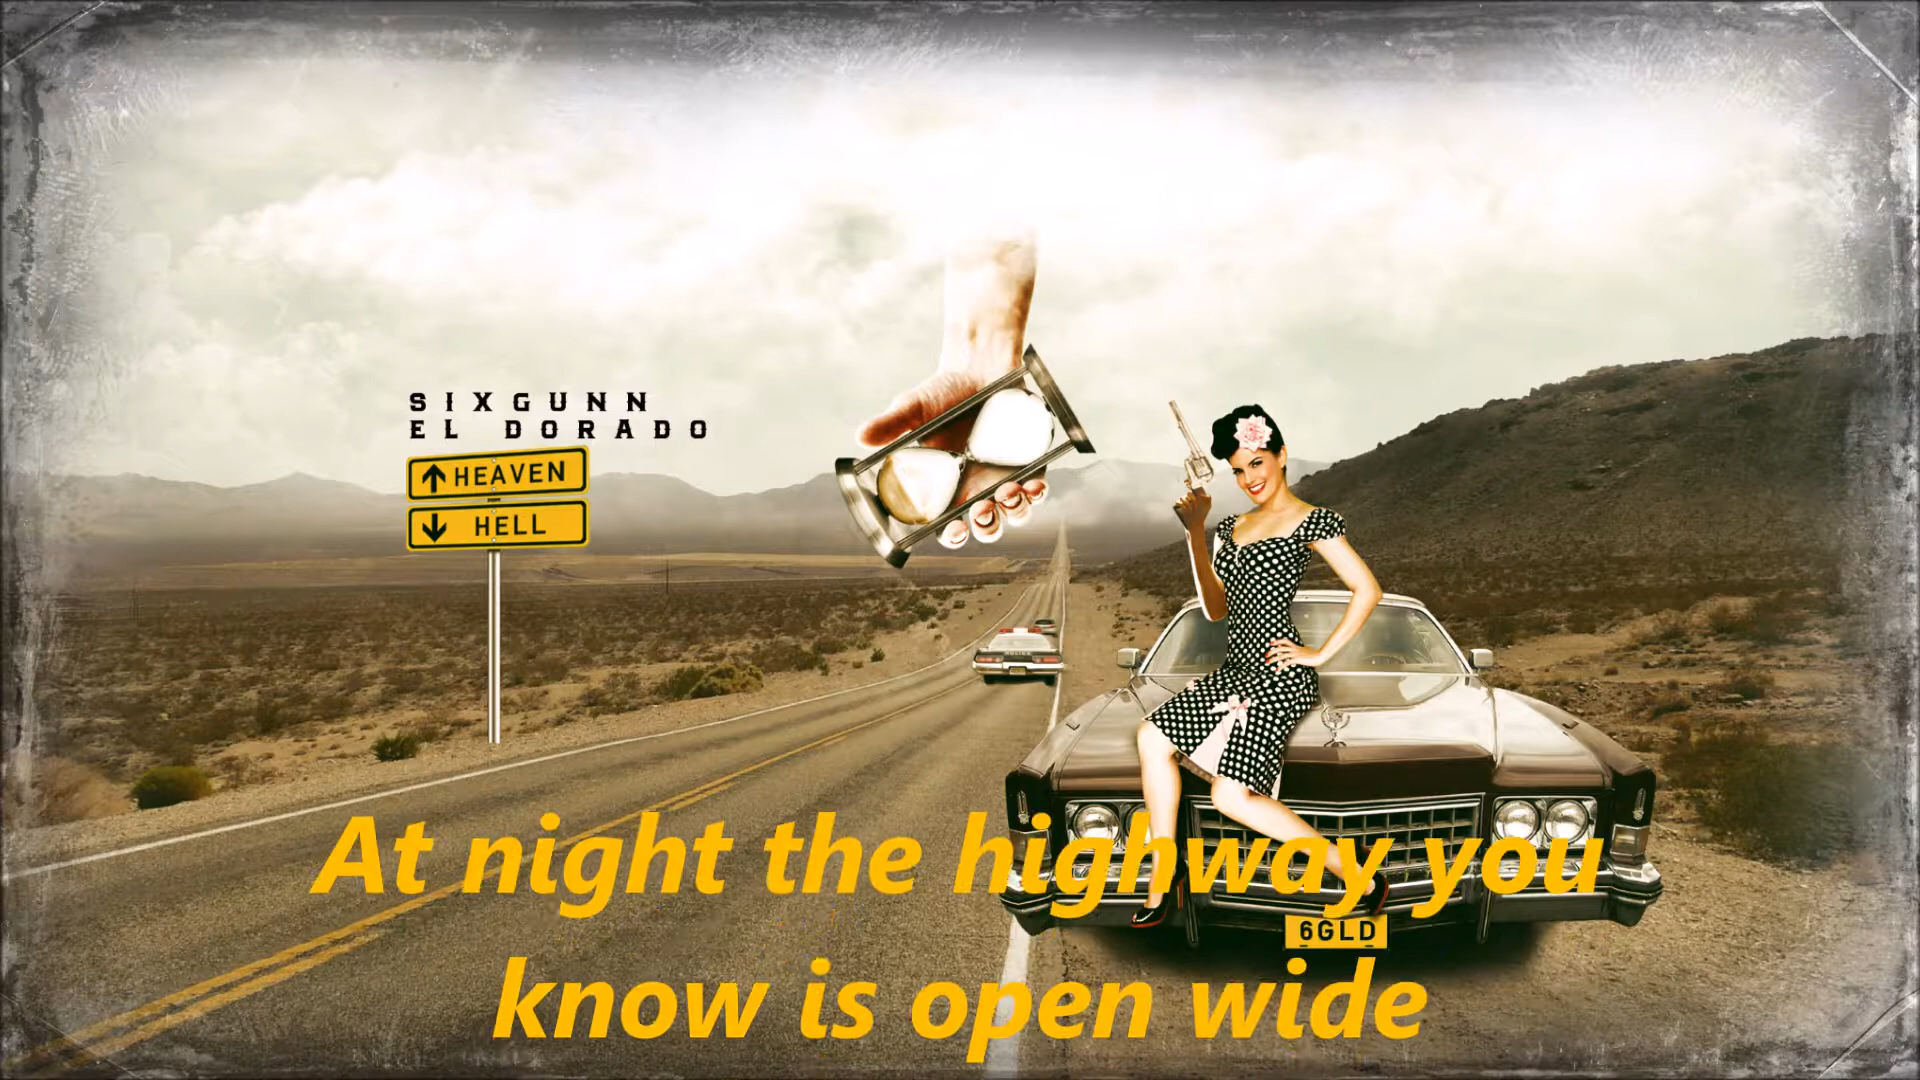 SIXGUNN
EL DORADO
↑ HEAVEN
↓ HELL
At night the highway you
6GLD
know is open wide